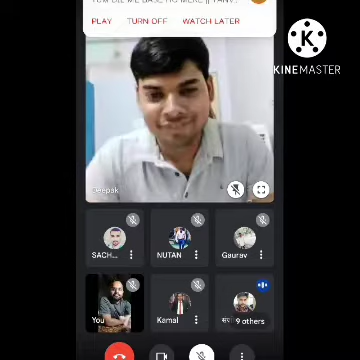 PLAY TURN OFF WATCH LATER
KINEMASTER
Deepak
SACH... NUTAN Gaurav
You Kamal 9 others